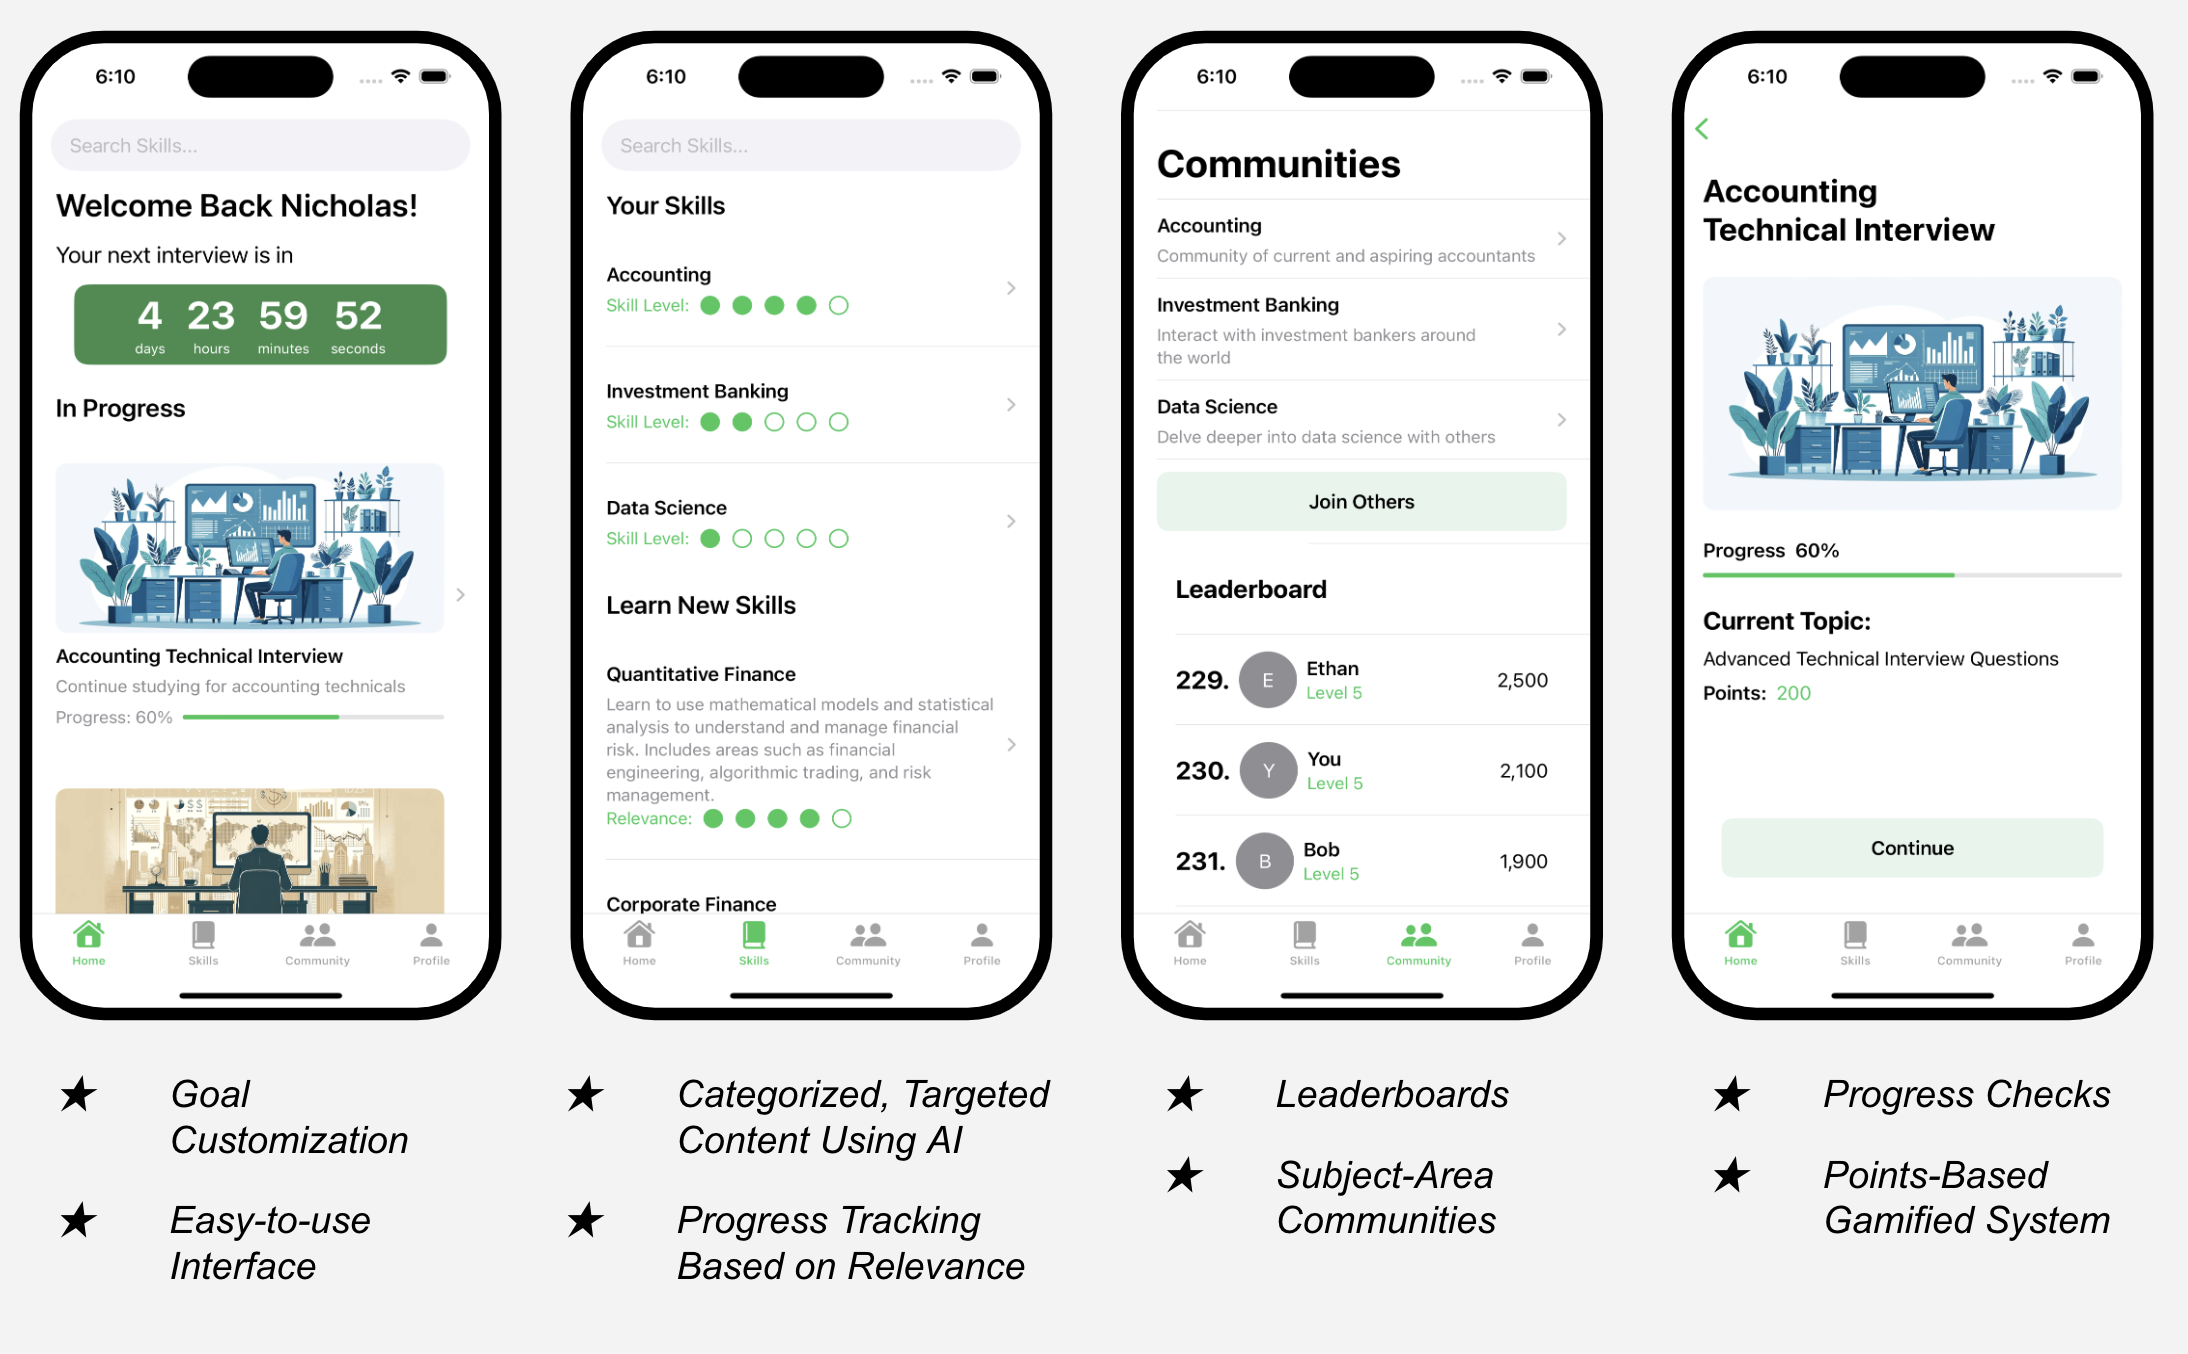 6:10
Search Skills...
Welcome Back Nicholas!
Your next interview is in
4 23 59 52
days hours minutes seconds
In Progress
Accounting Technical Interview
Continue studying for accounting technicals
Progress: 60%
Home Skills Community Profile
Goal
Customization
Easy-to-use
Interface
6:10
Search Skills...
Your Skills
Accounting
Skill Level:
Investment Banking
Skill Level:
Data Science
Skill Level:
Learn New Skills
Quantitative Finance
Learn to use mathematical models and statistical
analysis to understand and manage financial
risk. Includes areas such as financial
engineering, algorithmic trading, and risk
management.
Relevance:
Corporate Finance
Home Skills Community Profile
Categorized, Targeted
Content Using AI
Progress Tracking
Based on Relevance
6:10
Communities
Accounting
Community of current and aspiring accountants
Investment Banking
Interact with investment bankers around
the world
Data Science
Delve deeper into data science with others
Join Others
Leaderboard
229. E Ethan 2,500
Level 5
230. Y You 2,100
Level 5
231. B Bob 1,900
Level 5
Home Skills Community Profile
Leaderboards
Subject-Area
Communities
6:10
Accounting
Technical Interview
Progress 60%
Current Topic:
Advanced Technical Interview Questions
Points: 200
Continue
Home Skills Community Profile
Progress Checks
Points-Based
Gamified System